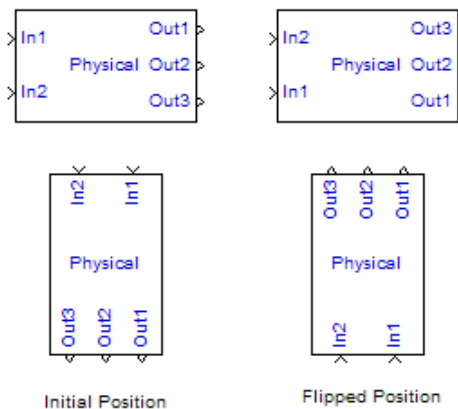 In1
In2
Physical
Out1
Out2
Out3
In2
In1
Physical
Out3
Out2
Out1
In2
In1
Physical
Out3
Out2
Out1
Out3
Out2
Out1
Physical
In2
In1
Initial Position
Flipped Position